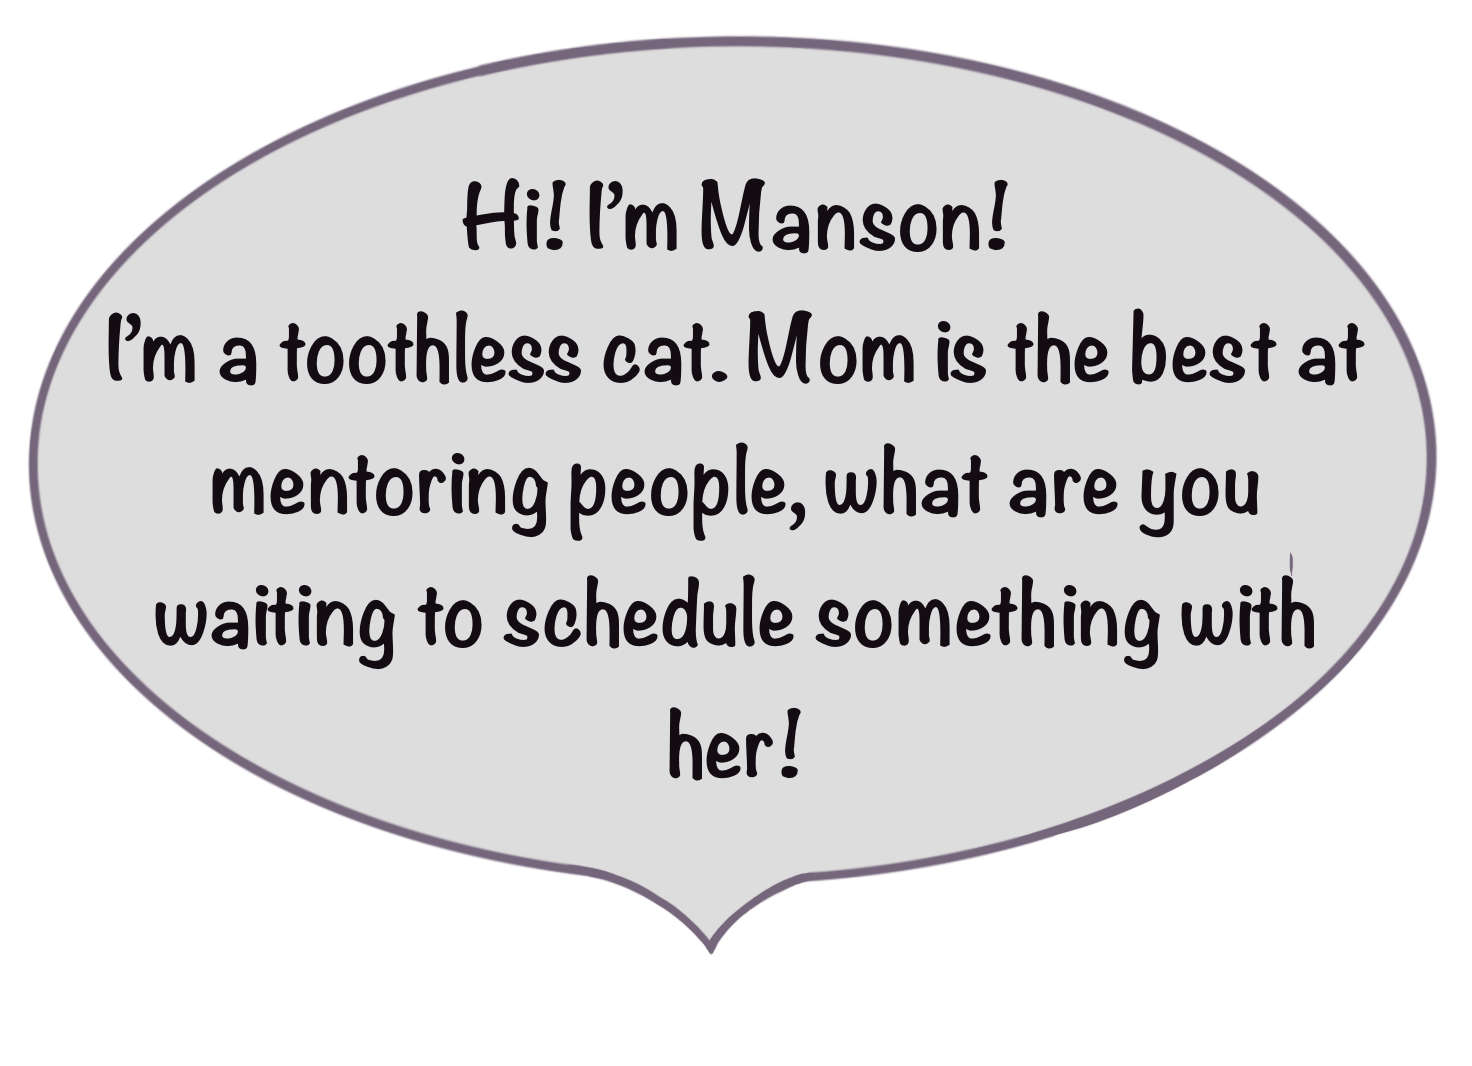 Hi! I'm Manson!
I'm a toothless cat. Mom is the best at
mentoring people, what are you
waiting to schedule something with
her!